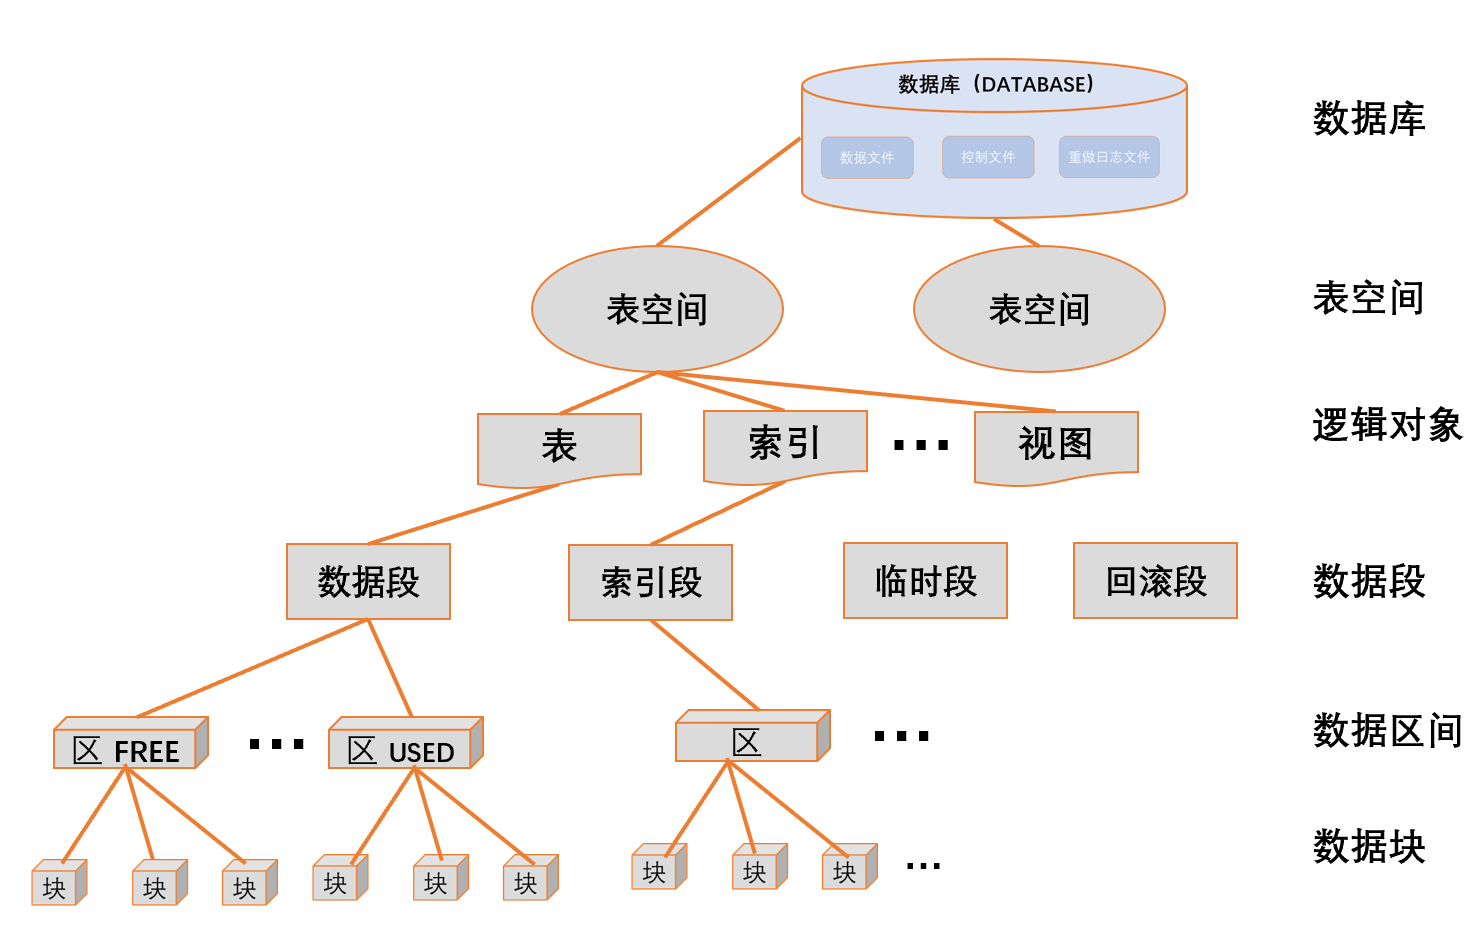 数据库（DATABASE）
数据文件
控制文件
重做日志文件
数据库
表空间
表空间
表空间
表
索引
...
视图
逻辑对象
数据段
索引段
临时段
回滚段
数据段
区 FREE
...
区 USED
区
...
数据区间
块
块
块
块
块
块
块
块
块
...
数据块